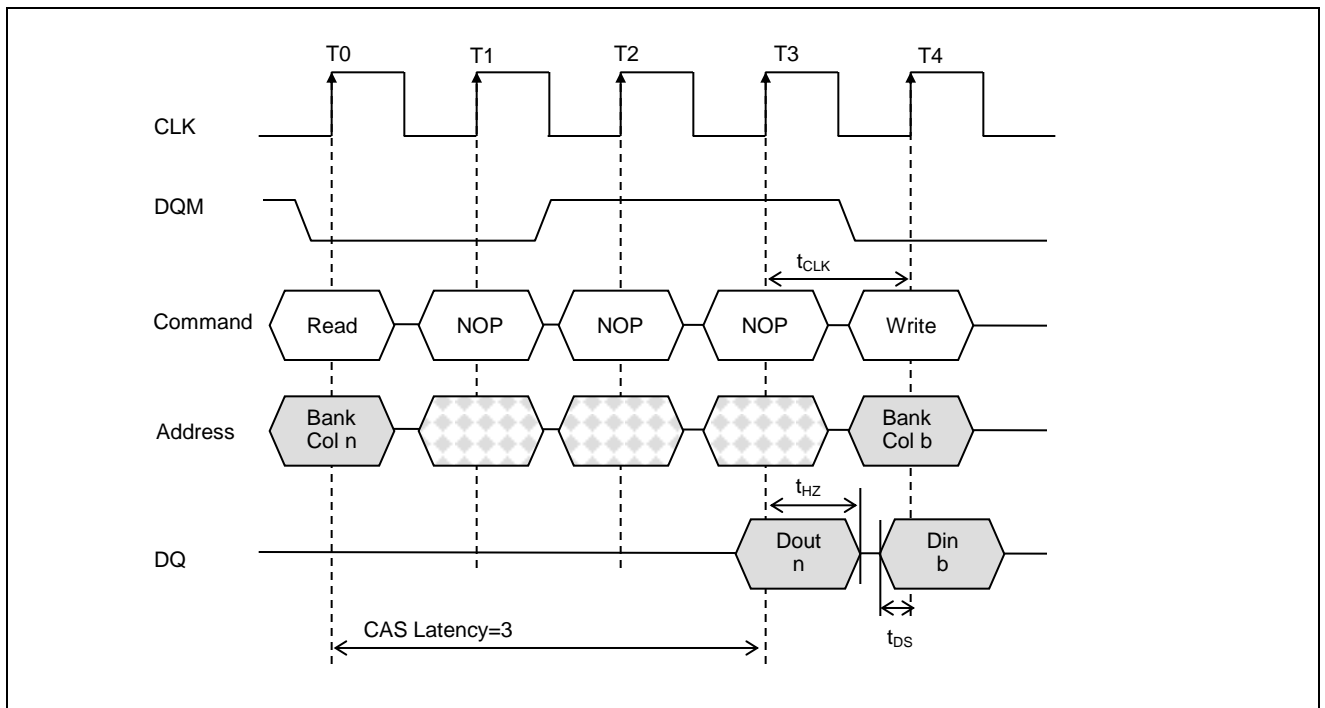 T0 T1 T2 T3 T4
CLK
DQM
tCLK
Command Read NOP NOP NOP Write
Address Bank Col n Bank Col b
tHZ
DQ Dout n Din b
CAS Latency=3
tDS